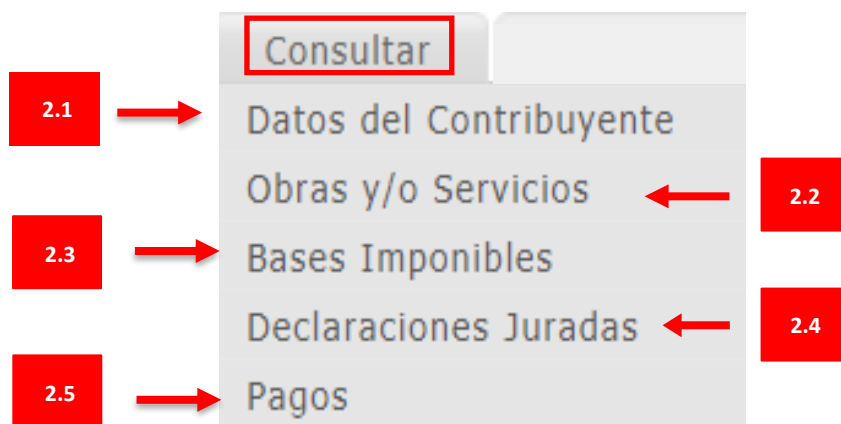 Consultar
2.1
Datos del Contribuyente
Obras y/o Servicios
2.2
2.3
Bases Imponibles
Declaraciones Juradas
2.4
2.5
Pagos